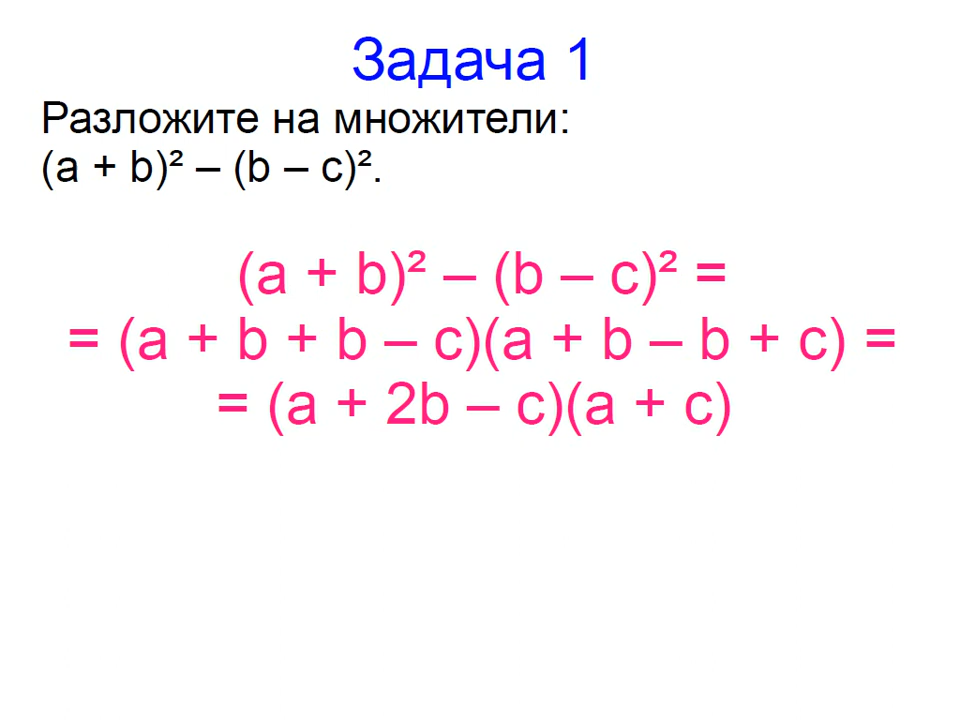 Задача 1
Разложите на множители:
(a + b)² – (b – c)².
(a + b)² – (b – c)² =
= (a + b + b – c)(a + b – b + c) =
= (a + 2b – c)(a + c)